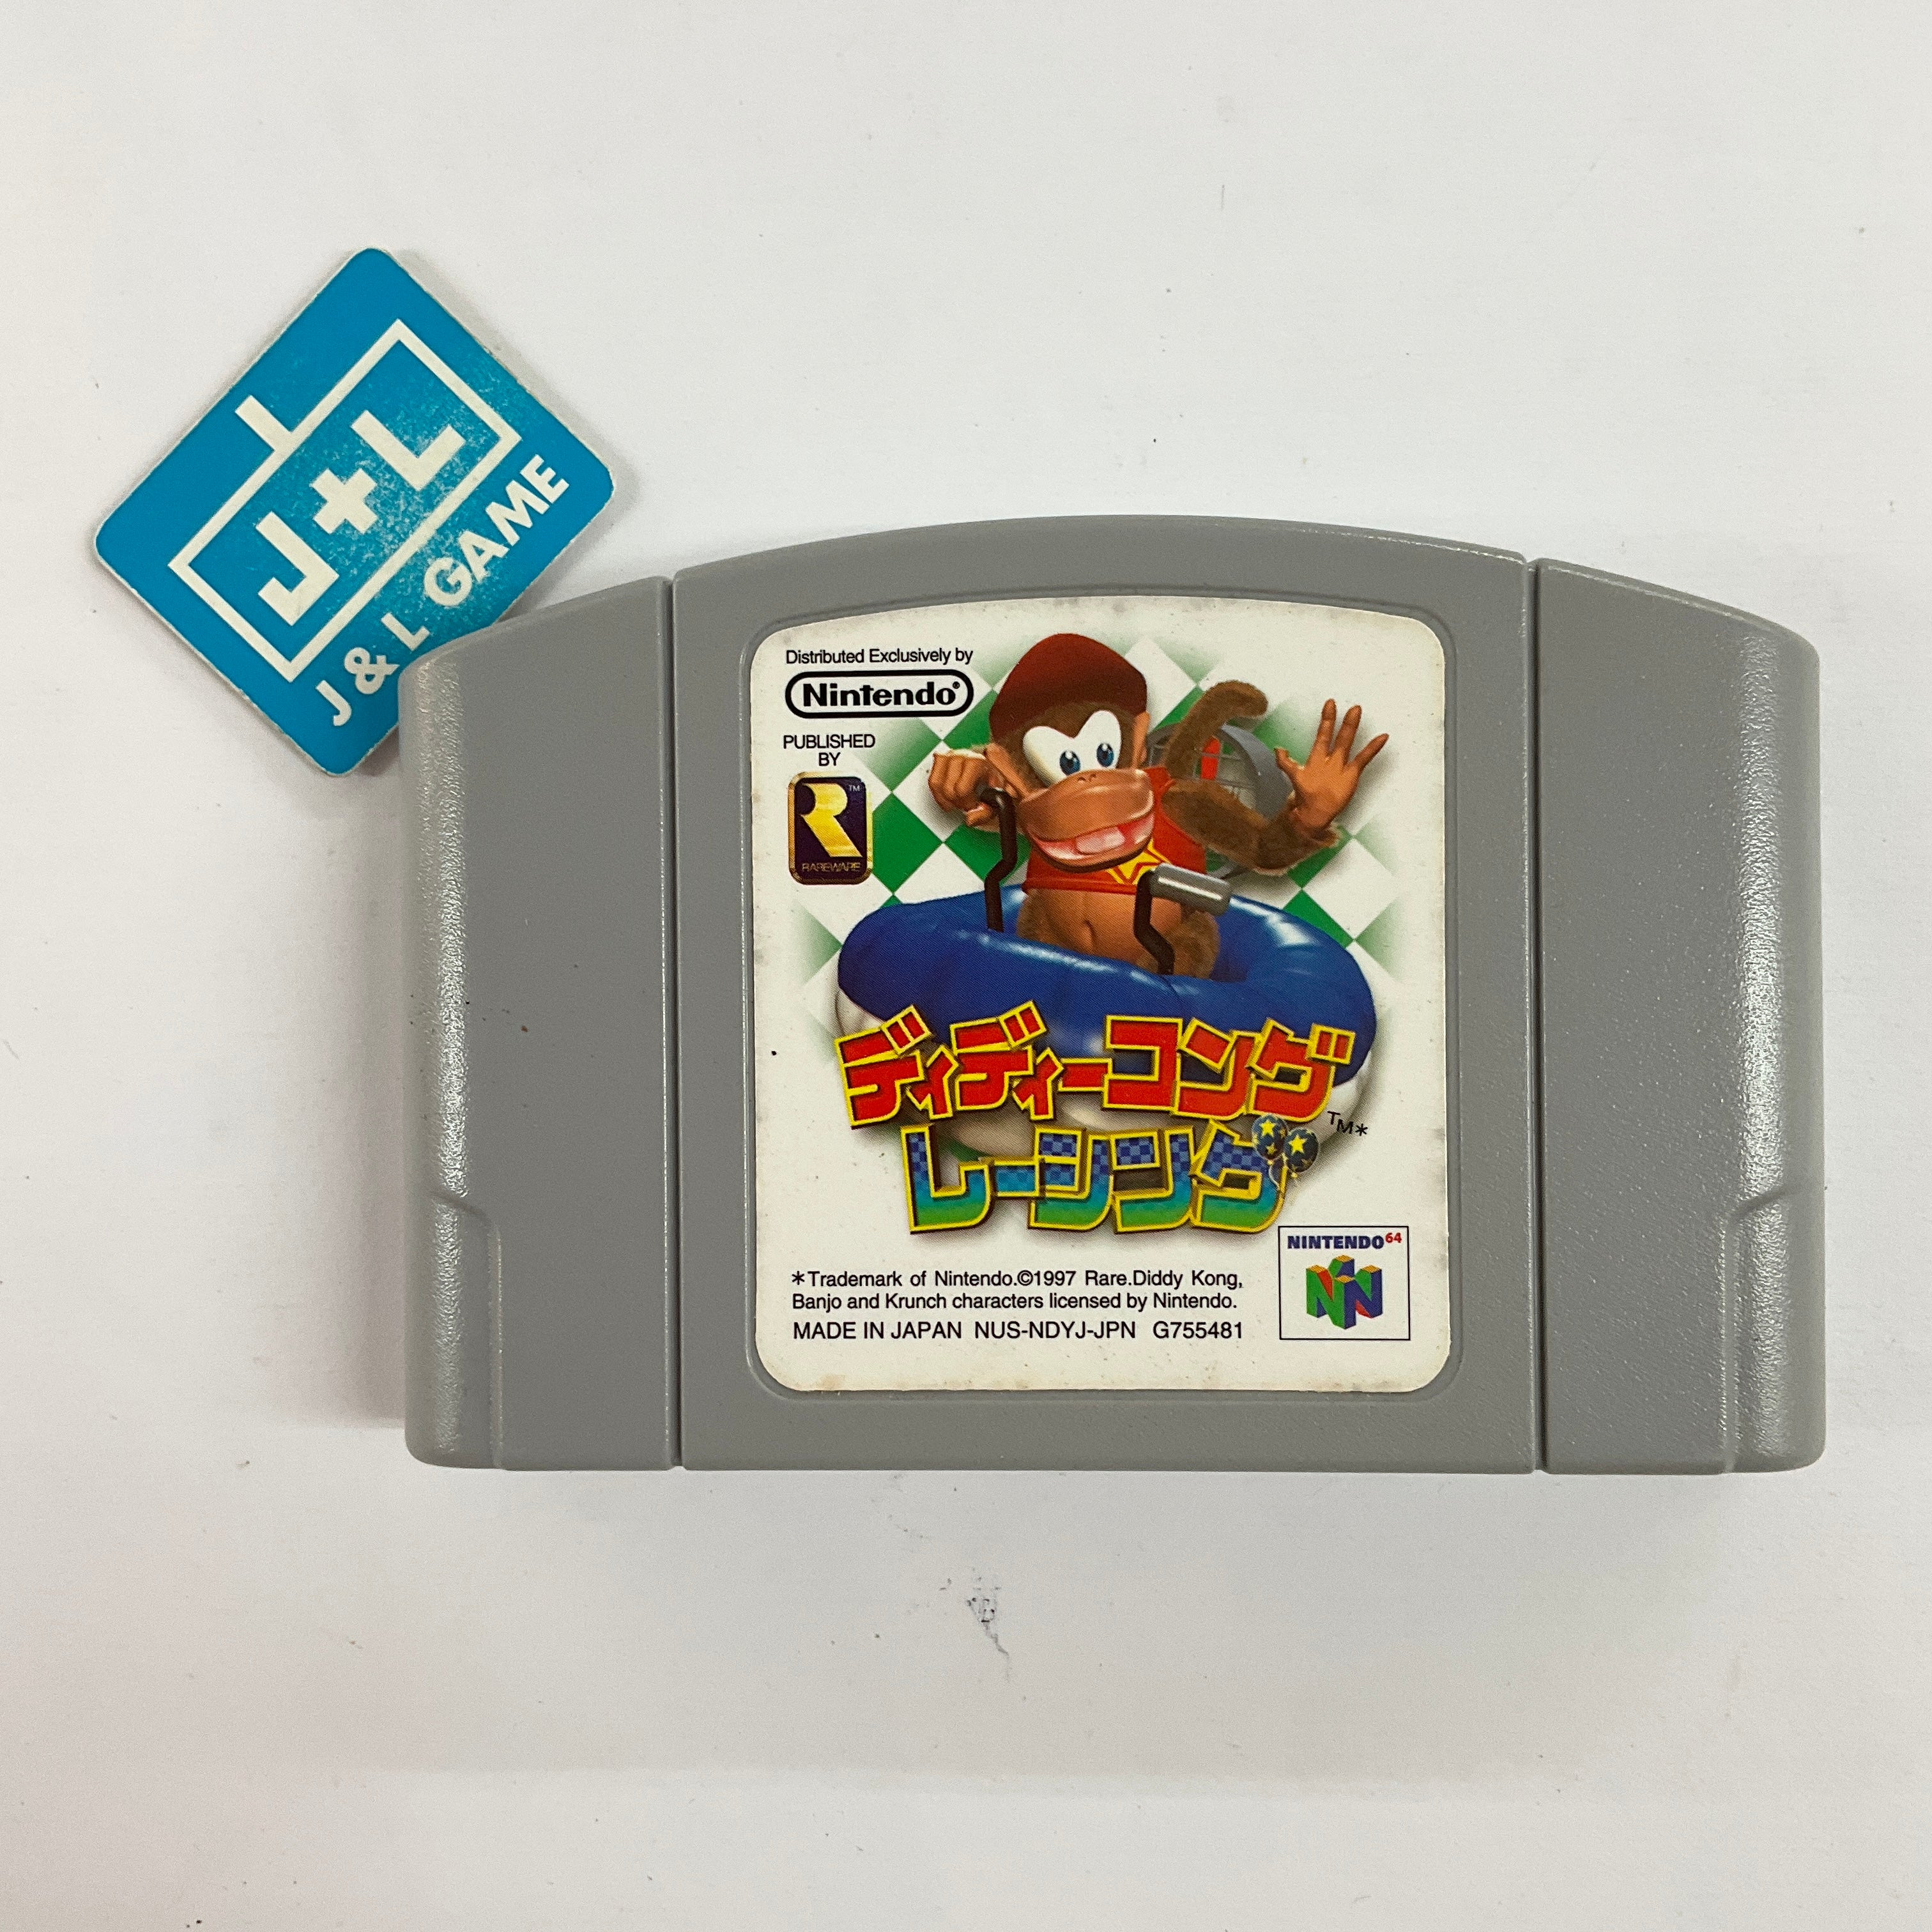 J+L
J & L GAME
Distributed Exclusively by
Nintendo®
PUBLISHED
BY
R™
RAREWARE
ディディーコング
TM*
レーシング
NINTENDO64
*Trademark of Nintendo.©1997 Rare.Diddy Kong,
Banjo and Krunch characters licensed by Nintendo.
MADE IN JAPAN NUS-NDYJ-JPN G755481